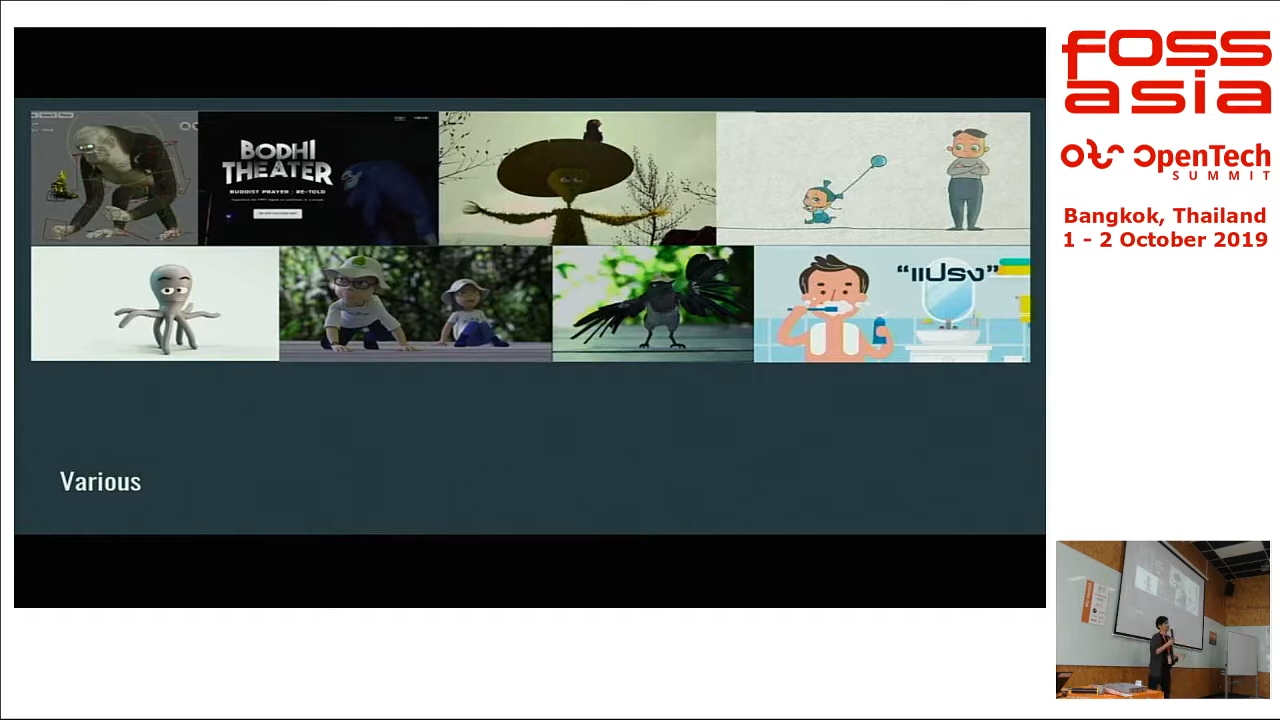 BODHI
THEATER
BUDDIST PRAYER : RE-TOLD
“แปรง”
Various
foss
asia
OpenTech
SUMMIT
Bangkok, Thailand
1 - 2 October 2019